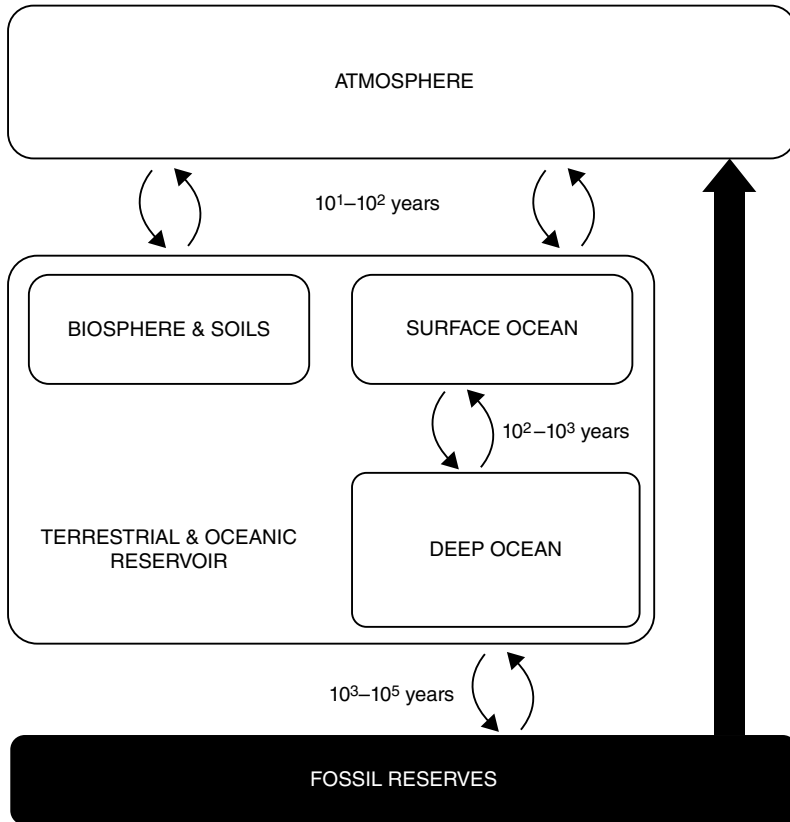 ATMOSPHERE
10¹–10² years
BIOSPHERE & SOILS
SURFACE OCEAN
10²–10³ years
TERRESTRIAL & OCEANIC
RESERVOIR
DEEP OCEAN
10³–10⁵ years
FOSSIL RESERVES